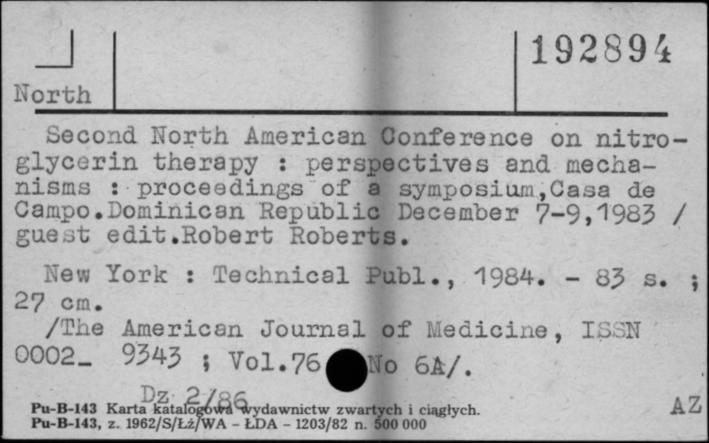 192894
North
Second North American Conference on nitro-
glycerin therapy : perspectives and mecha-
nisms : proceedings of a symposium,Casa de
Campo.Dominican Republic December 7-9,1983 /
guest edit.Robert Roberts.
New York : Technical Publ., 1984. - 83 s. ;
27 cm.
/The American Journal of Medicine, ISSN
0002- 9343 ; Vol.76 No 6A/.
Dz 2/86
Pu-B-143 Karta katalogowa wydawnictw zwartych i ciągłych.
AZ
Pu-B-143, z. 1962/S/Łż/WA - ŁDA - 1203/82 n. 500 000